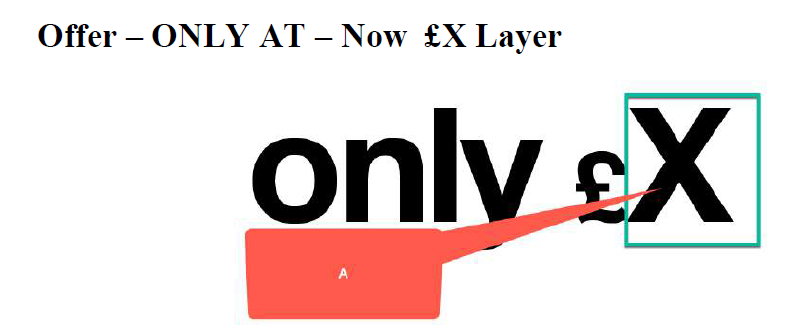 Offer – ONLY AT – Now £X Layer
only £X
A